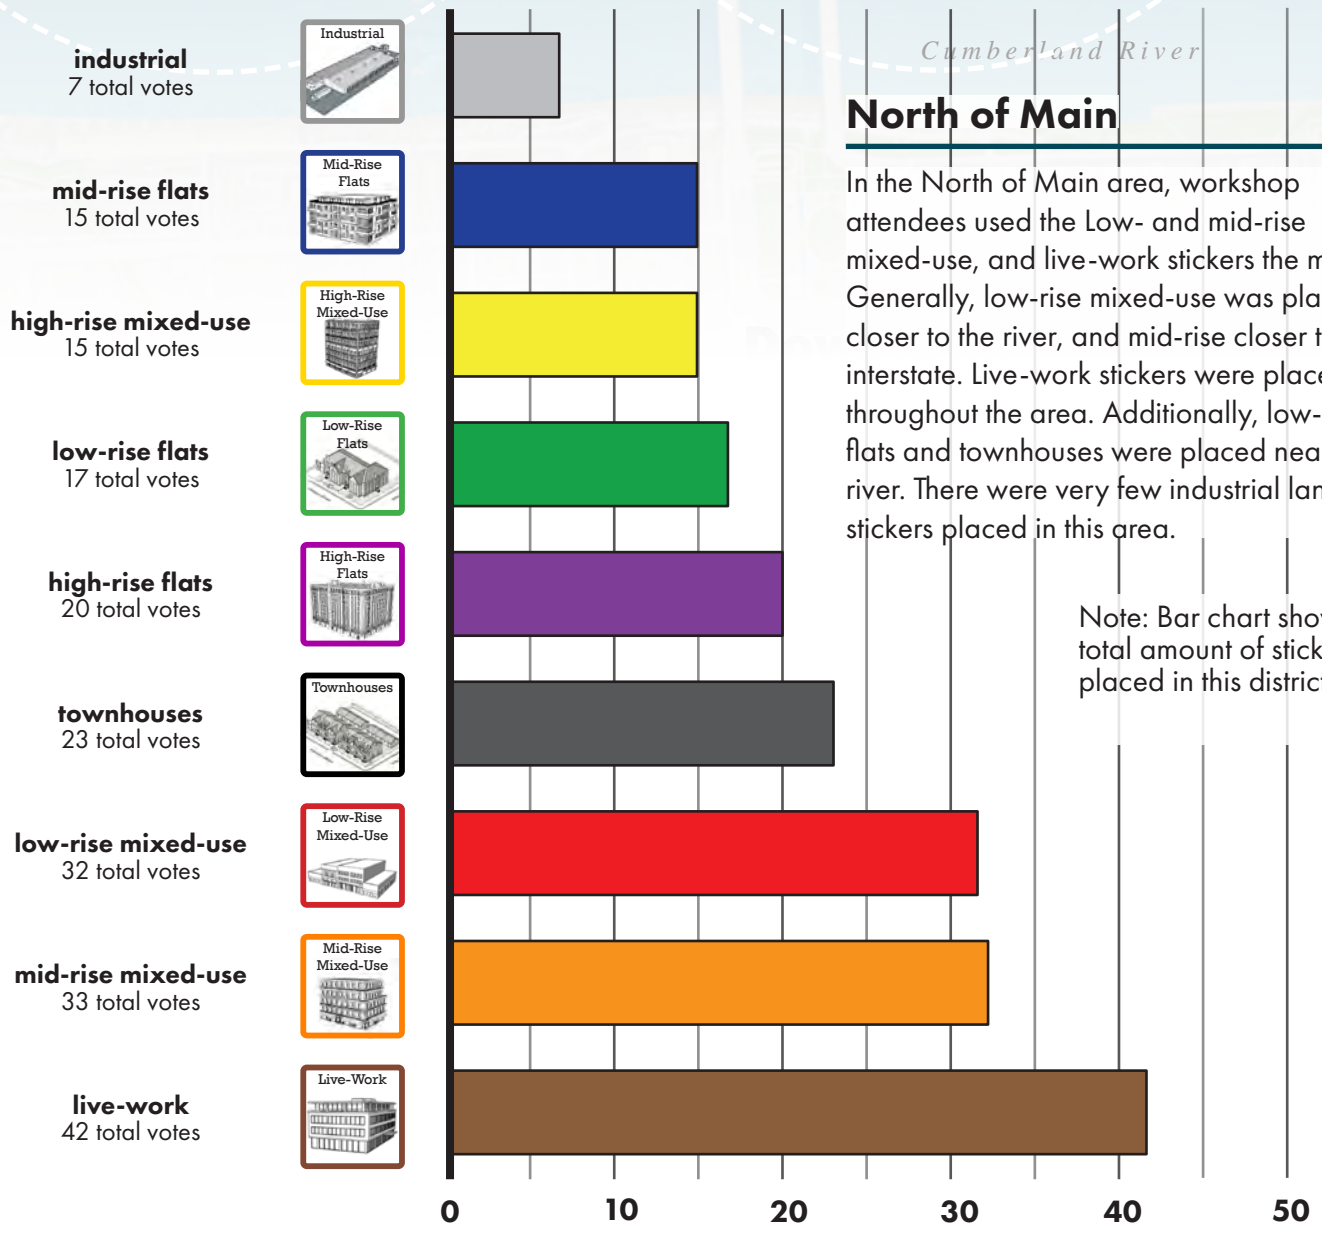 industrial
7 total votes
Industrial
mid-rise flats
15 total votes
Mid-Rise
Flats
high-rise mixed-use
15 total votes
High-Rise
Mixed-Use
low-rise flats
17 total votes
Low-Rise
Flats
high-rise flats
20 total votes
High-Rise
Flats
townhouses
23 total votes
Townhouses
low-rise mixed-use
32 total votes
Low-Rise
Mixed-Use
mid-rise mixed-use
33 total votes
Mid-Rise
Mixed-Use
live-work
42 total votes
Live-Work
0 10 20 30 40 50
Cumberland River
North of Main
In the North of Main area, workshop
attendees used the Low- and mid-rise
mixed-use, and live-work stickers the
Generally, low-rise mixed-use was
closer to the river, and mid-rise closer
interstate. Live-work stickers were
throughout the area. Additionally, low-
flats and townhouses were placed
river. There were very few industrial
stickers placed in this area.
Note: Bar chart
total amount of
placed in this district